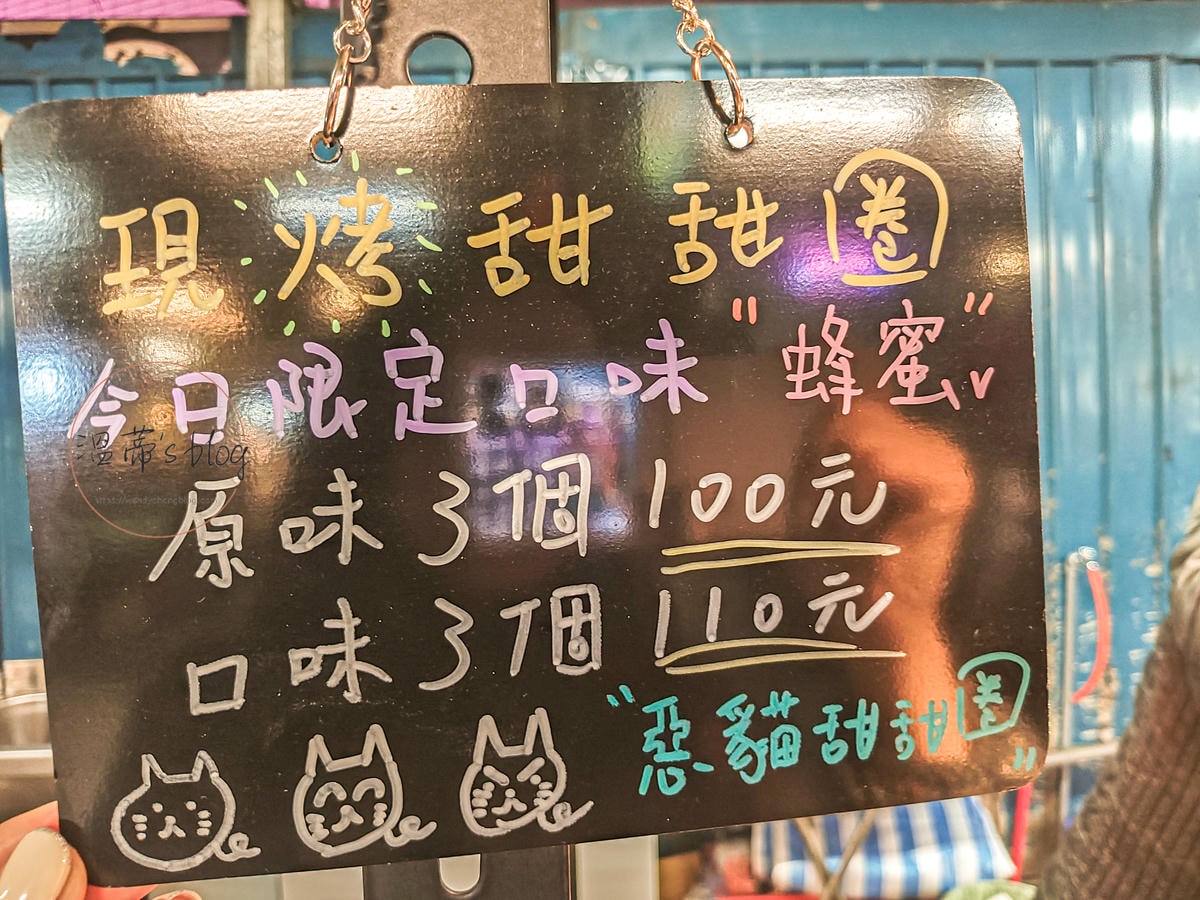 現烤甜甜圈
今日限定口味"蜂蜜"
溫蒂's blog
原味3個100元
口味3個110元
"惡貓甜甜圈"